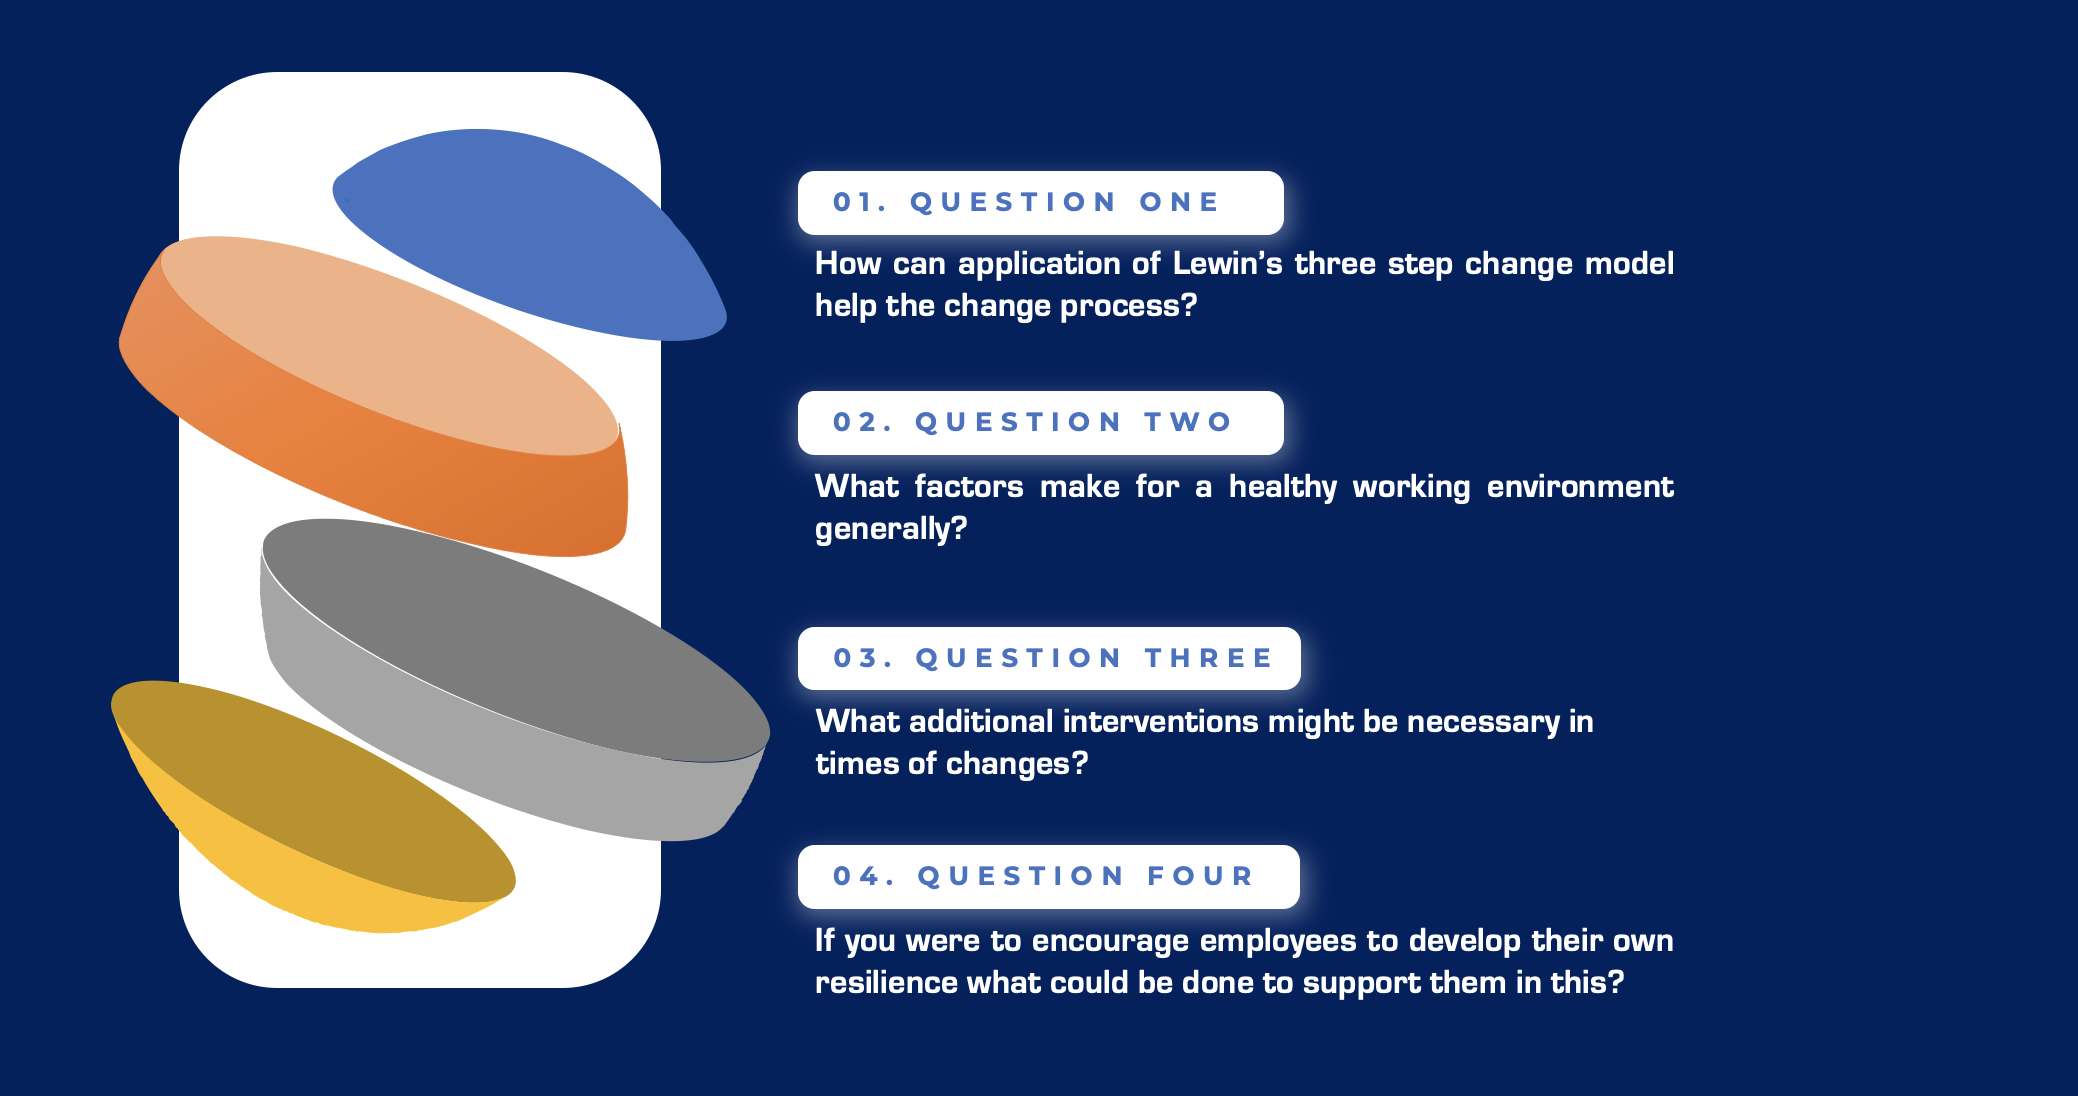 01. QUESTION ONE
How can application of Lewin’s three step change model
help the change process?
02. QUESTION TWO
What factors make for a healthy working environment
generally?
03. QUESTION THREE
What additional interventions might be necessary in
times of changes?
04. QUESTION FOUR
If you were to encourage employees to develop their own
resilience what could be done to support them in this?